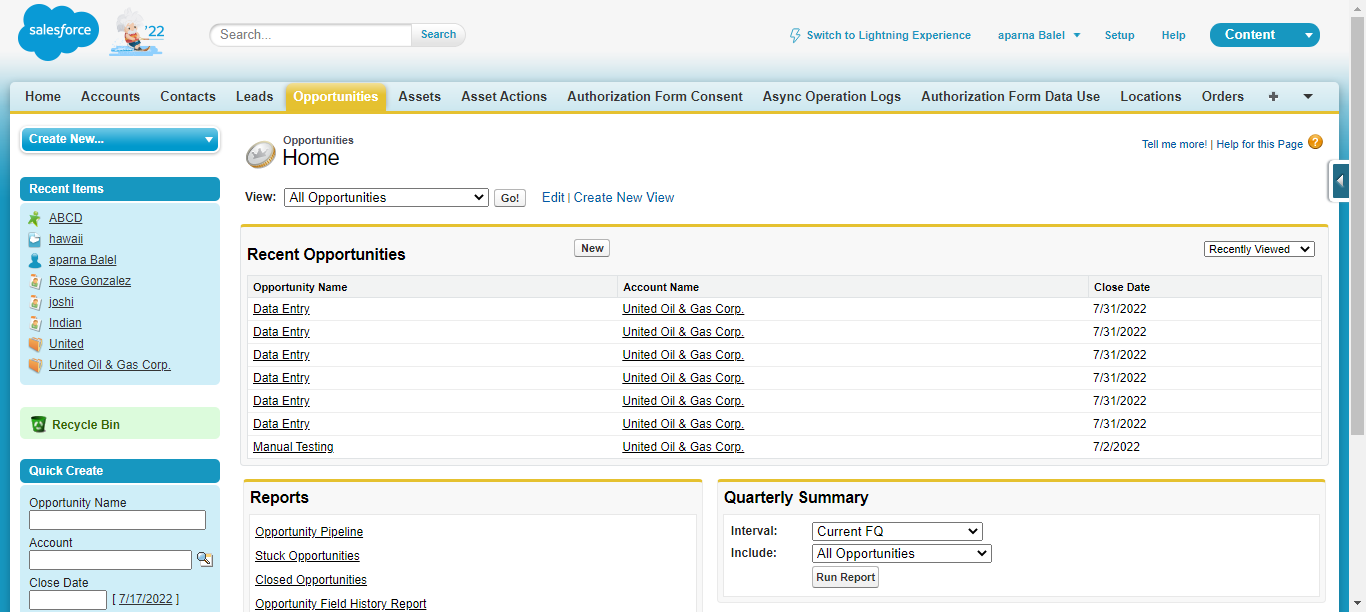 salesforce
'22
Search...
Search
Switch to Lightning Experience
aparna Balel
Setup
Help
Content
Home
Accounts
Contacts
Leads
Opportunities
Assets
Asset Actions
Authorization Form Consent
Async Operation Logs
Authorization Form Data Use
Locations
Orders
+
Create New...
Recent Items
ABCD
hawaii
aparna Balel
Rose Gonzalez
joshi
Indian
United
United Oil & Gas Corp.
Recycle Bin
Quick Create
Opportunity Name
Account
Close Date
[ 7/17/2022 ]
Opportunities
Home
Tell me more! | Help for this Page ?
View: All Opportunities Go! Edit | Create New View
Recent Opportunities
New
Recently Viewed
Opportunity Name Account Name Close Date
Data Entry United Oil & Gas Corp. 7/31/2022
Data Entry United Oil & Gas Corp. 7/31/2022
Data Entry United Oil & Gas Corp. 7/31/2022
Data Entry United Oil & Gas Corp. 7/31/2022
Data Entry United Oil & Gas Corp. 7/31/2022
Data Entry United Oil & Gas Corp. 7/31/2022
Manual Testing United Oil & Gas Corp. 7/2/2022
Reports
Opportunity Pipeline
Stuck Opportunities
Closed Opportunities
Opportunity Field History Report
Quarterly Summary
Interval: Current FQ
Include: All Opportunities
Run Report